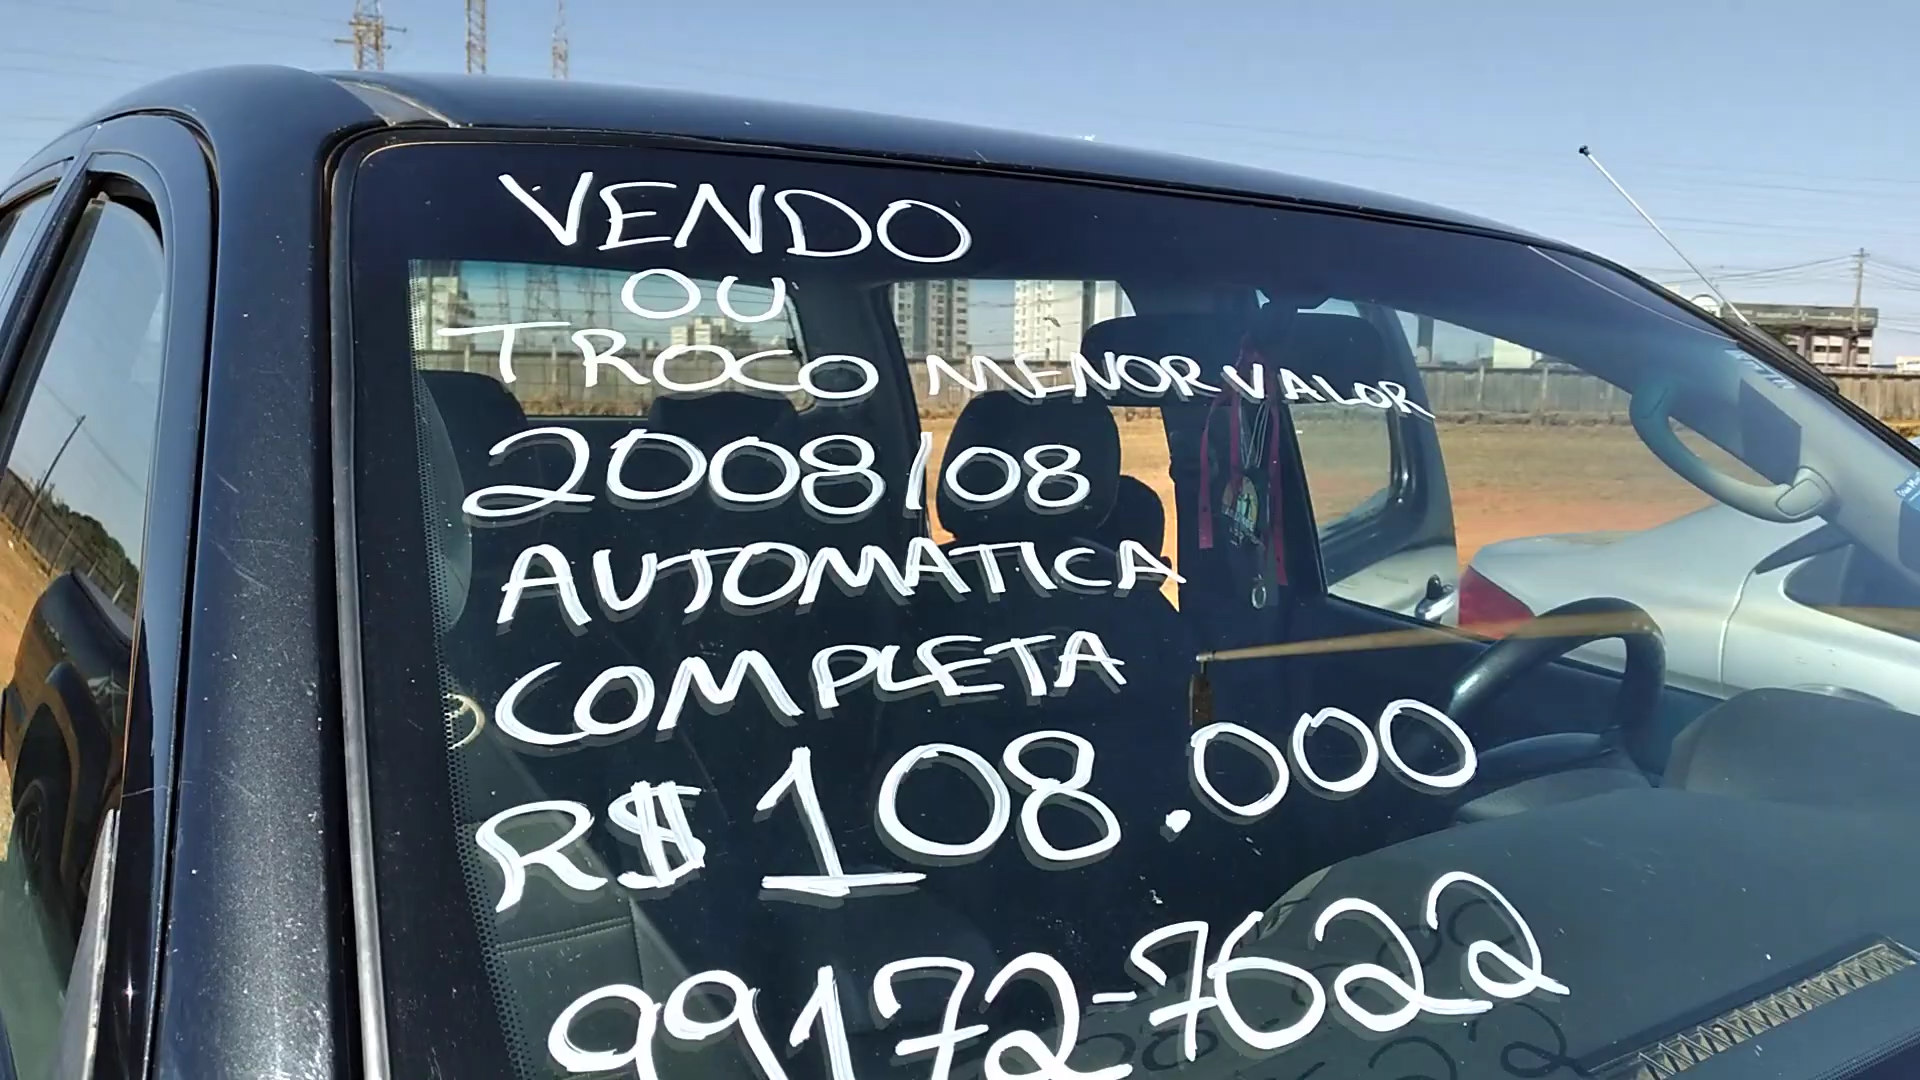 VENDO
OU
TROCO MENOR VALOR
2008/08
AUTOMATICA
COMPLETA
R$ 108.000
99172-7622